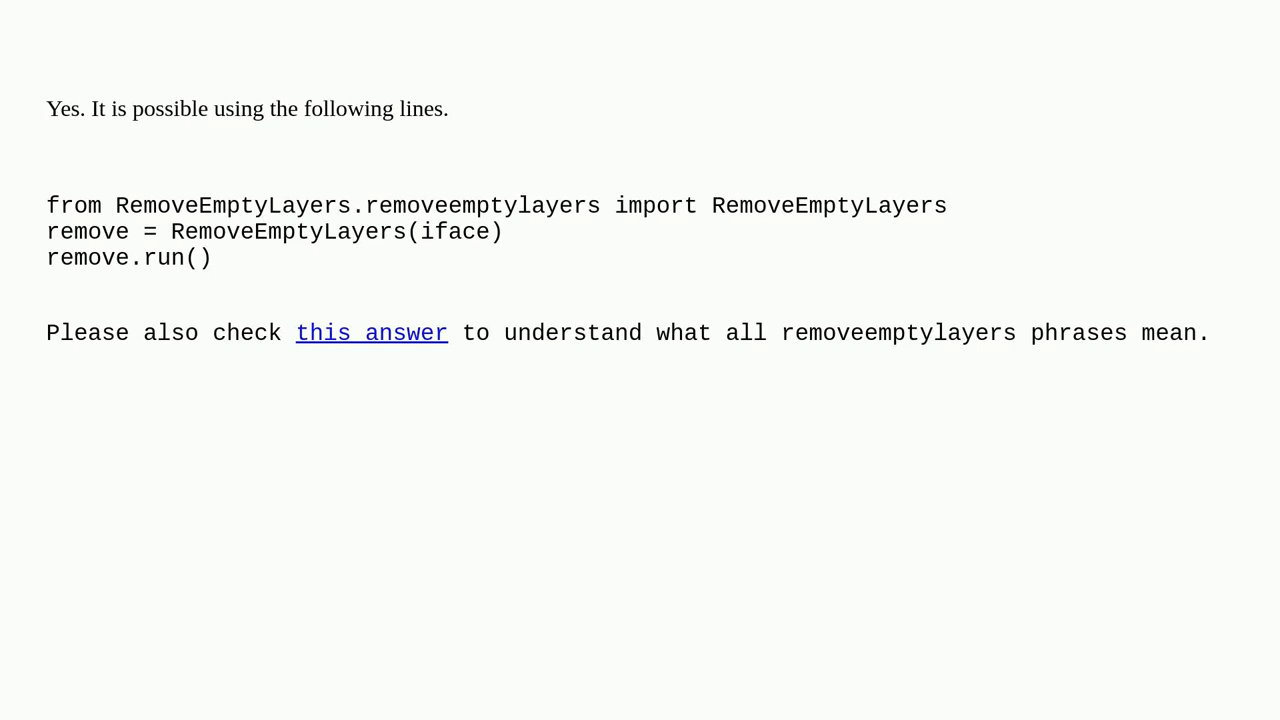 Yes. It is possible using the following lines.
from RemoveEmptyLayers.removeemptylayers import RemoveEmptyLayers
remove = RemoveEmptyLayers(iface)
remove.run()
Please also check this answer to understand what all removeemptylayers phrases mean.